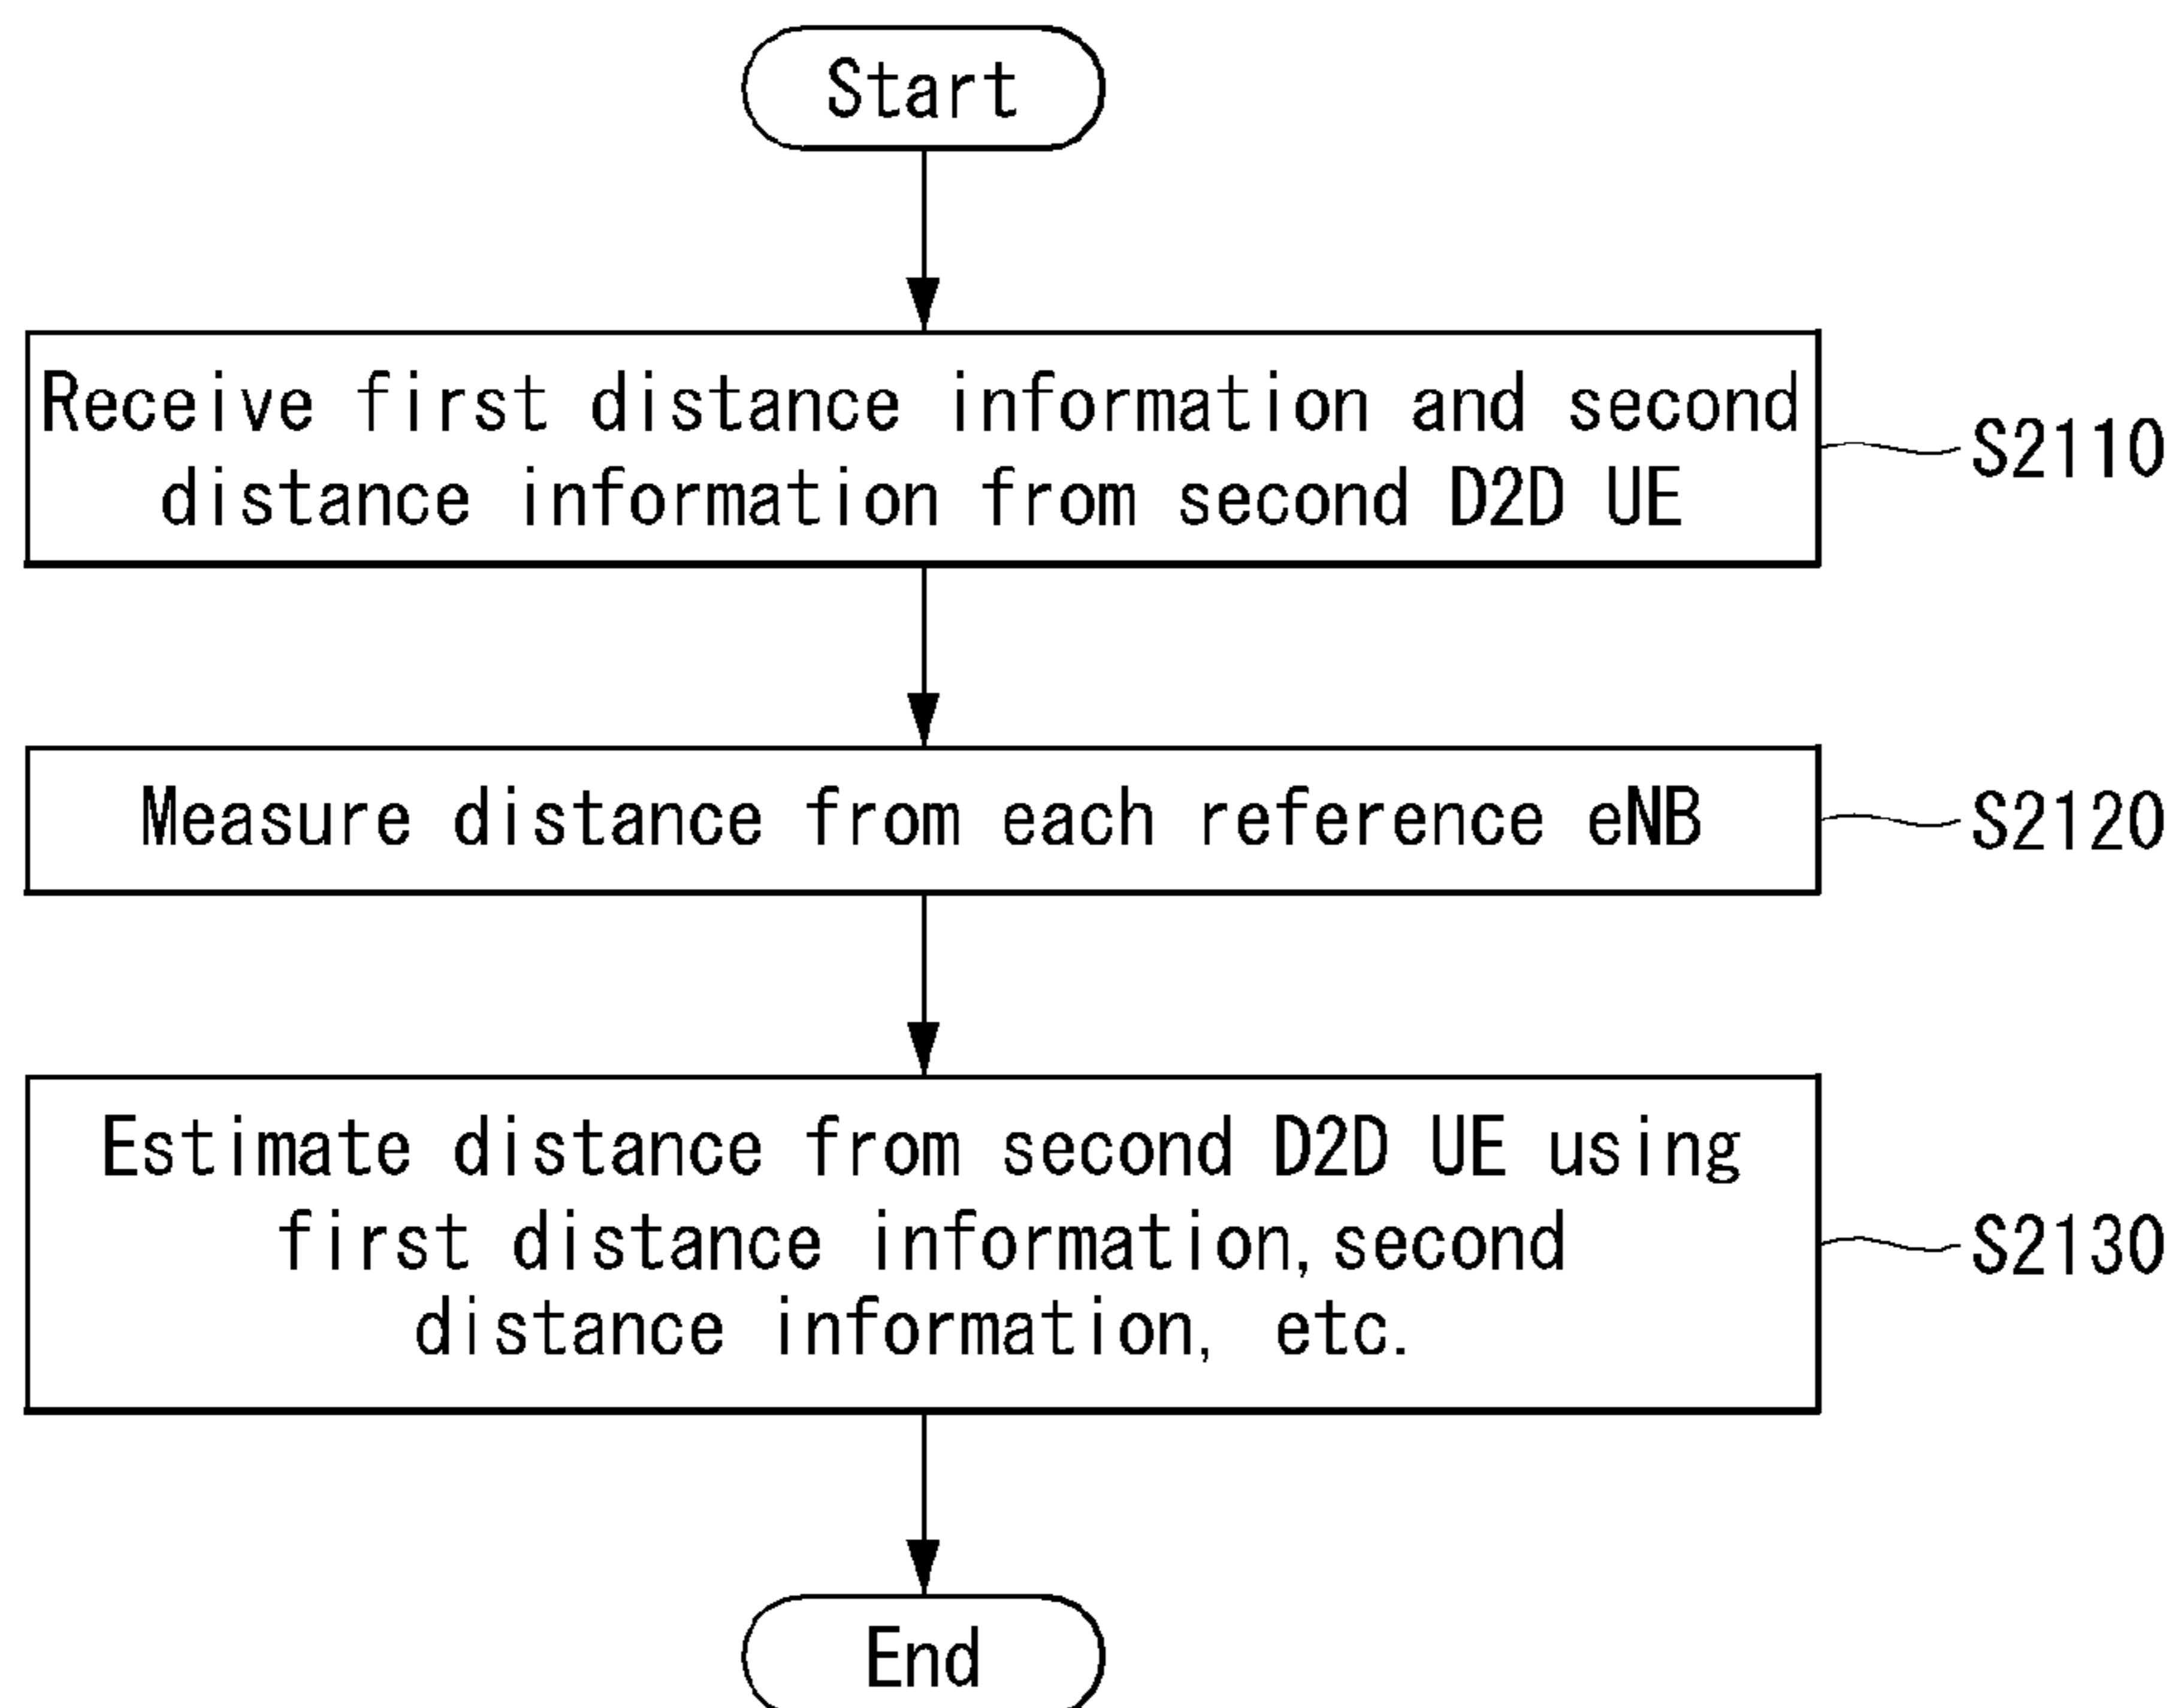 Start
Receive first distance information and second
distance information from second D2D UE
S2110
Measure distance from each reference eNB
S2120
Estimate distance from second D2D UE using
first distance information, second
distance information, etc.
S2130
End